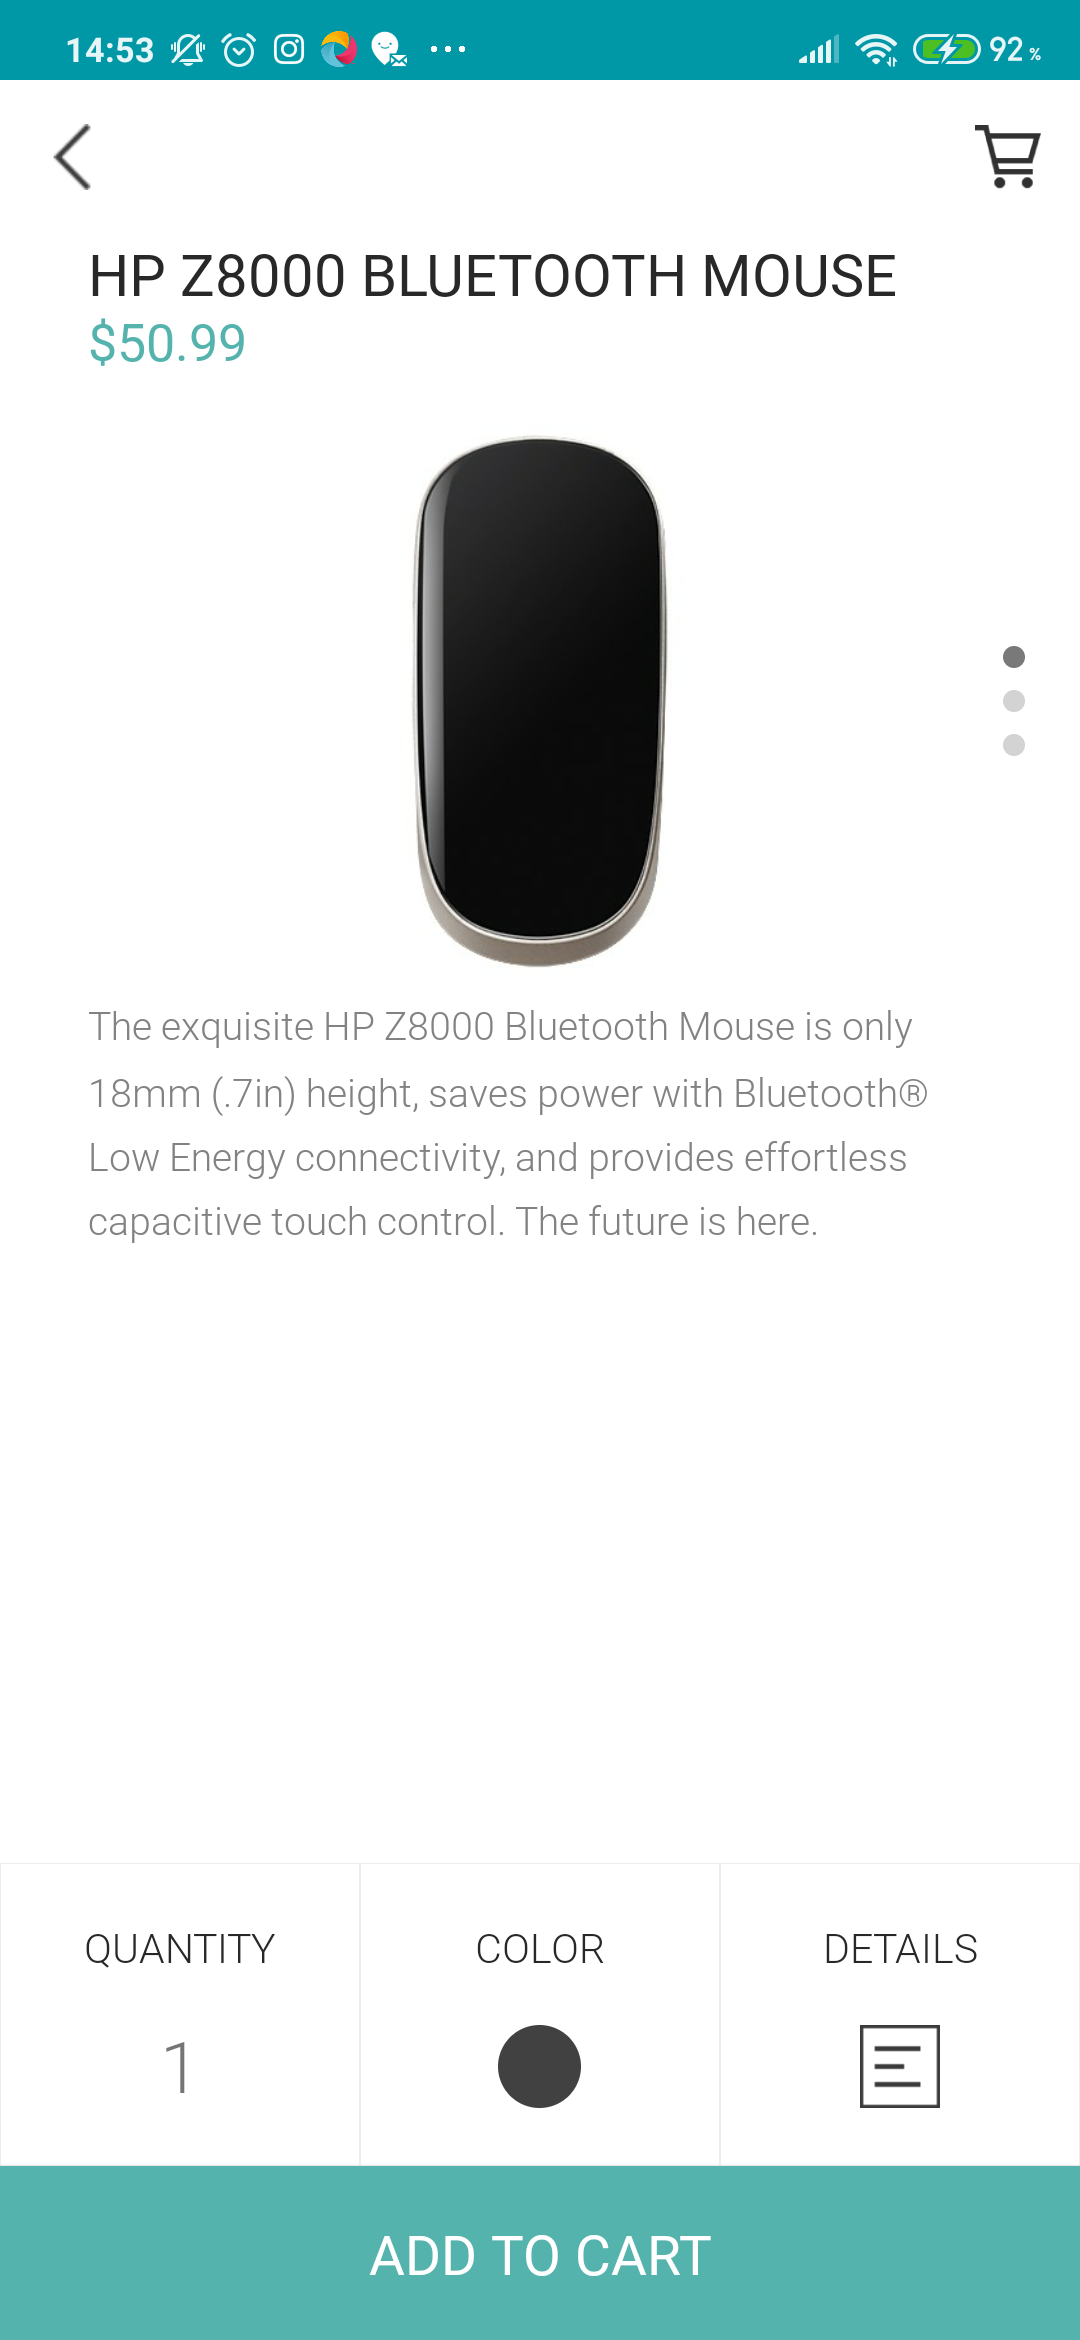 14:53
92 %
HP Z8000 BLUETOOTH MOUSE
$50.99
The exquisite HP Z8000 Bluetooth Mouse is only
18mm (.7in) height, saves power with Bluetooth®
Low Energy connectivity, and provides effortless
capacitive touch control. The future is here.
QUANTITY
COLOR
DETAILS
1
ADD TO CART